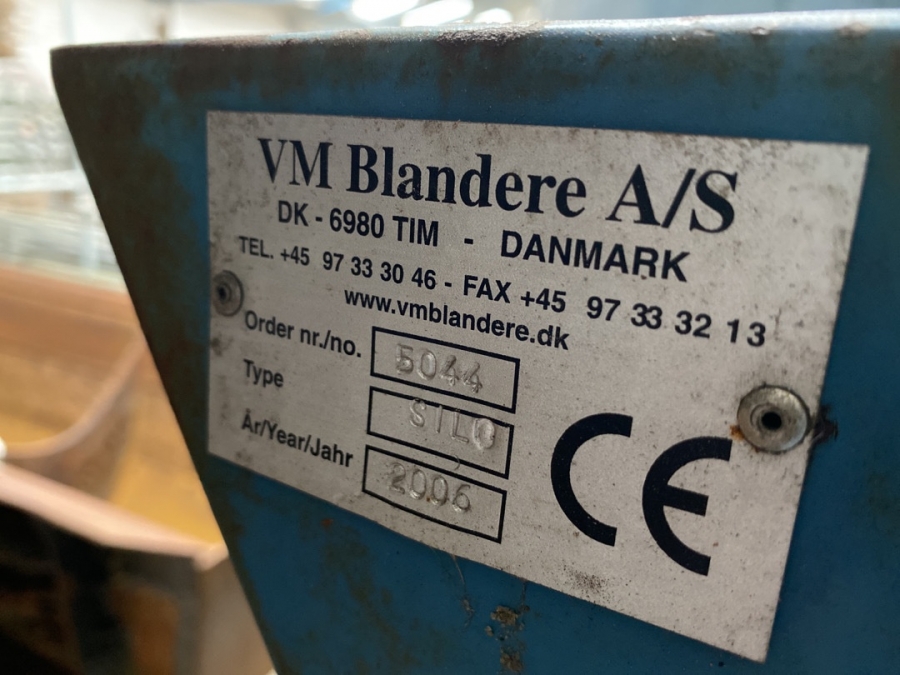 VM Blandere A/S
DK - 6980 TIM - DANMARK
TEL. +45 97 33 30 46 - FAX +45 97 33 32 13
www.vmblandere.dk
Order nr./no. 5044
Type SILO
År/Year/Jahr 2006
CE